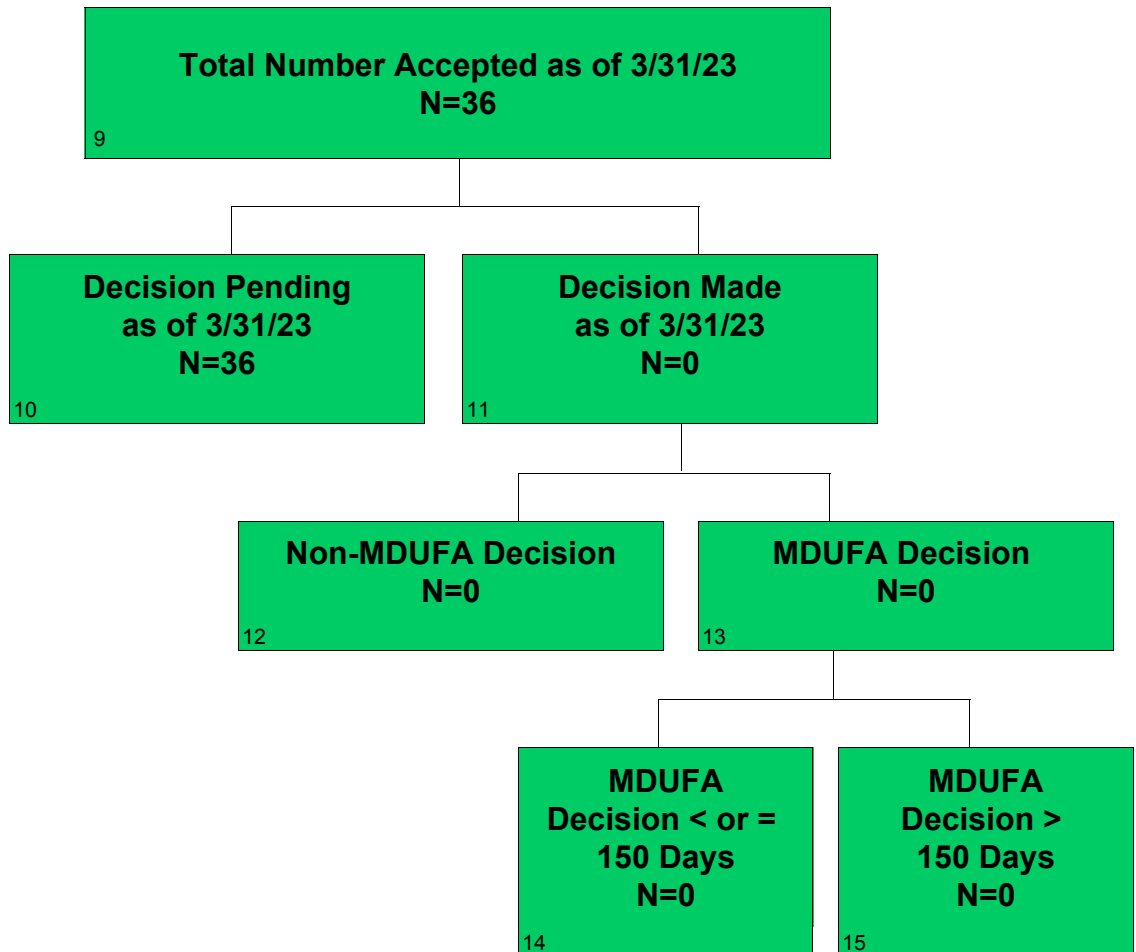 Total Number Accepted as of 3/31/23
N=36
9
Decision Pending
as of 3/31/23
N=36
10
Decision Made
as of 3/31/23
N=0
11
Non-MDUFA Decision
N=0
12
MDUFA Decision
N=0
13
MDUFA
Decision < or =
150 Days
N=0
14
MDUFA
Decision >
150 Days
N=0
15